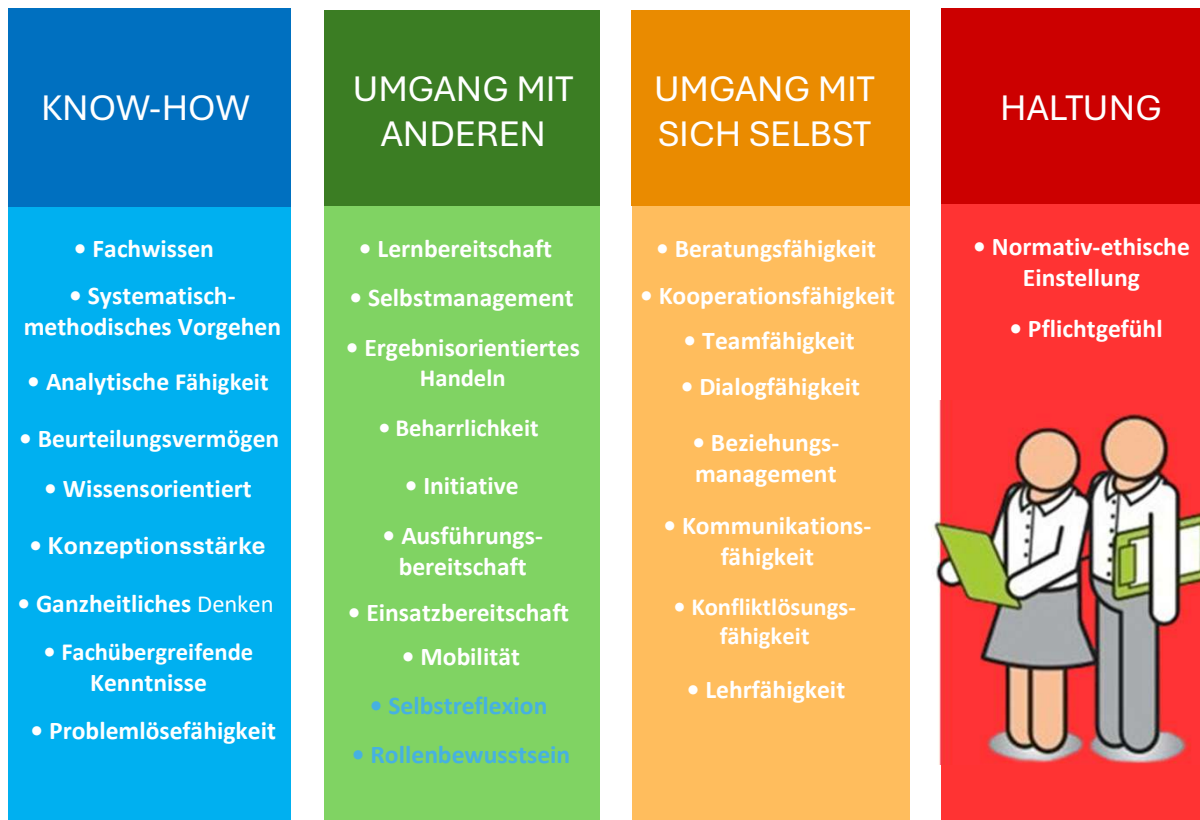 KNOW-HOW
• Fachwissen
• Systematisch-
methodisches Vorgehen
• Analytische Fähigkeit
• Beurteilungsvermögen
• Wissensorientiert
• Konzeptionsstärke
• Ganzheitliches Denken
• Fachübergreifende
Kenntnisse
• Problemlösefähigkeit
UMGANG MIT
ANDEREN
• Lernbereitschaft
• Selbstmanagement
• Ergebnisorientiertes
Handeln
• Beharrlichkeit
• Initiative
• Ausführungs-
bereitschaft
• Einsatzbereitschaft
• Mobilität
• Selbstreflexion
• Rollenbewusstsein
UMGANG MIT
SICH SELBST
• Beratungsfähigkeit
• Kooperationsfähigkeit
• Teamfähigkeit
• Dialogfähigkeit
• Beziehungs-
management
• Kommunikations-
fähigkeit
• Konfliktlösungs-
fähigkeit
• Lehrfähigkeit
HALTUNG
• Normativ-ethische
Einstellung
• Pflichtgefühl